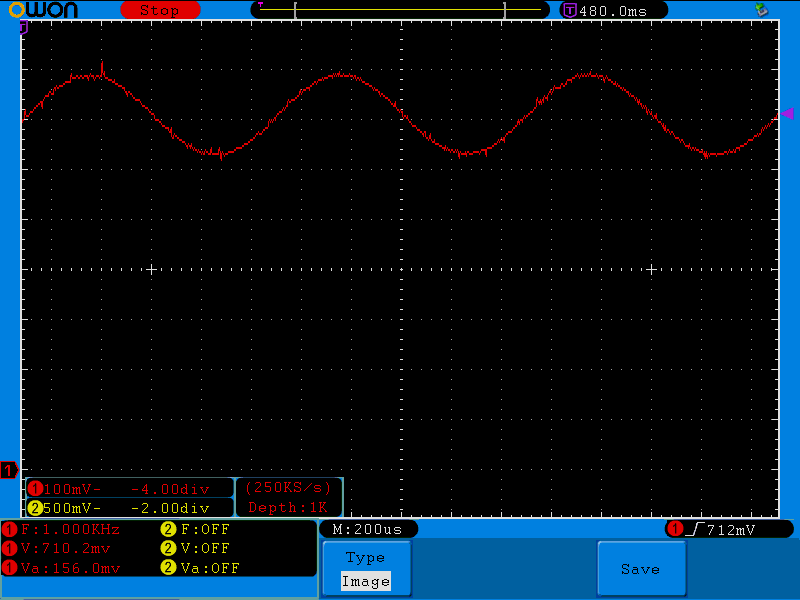 OWON Stop T T 480.0ms
1
1 100mV- -4.00div (250KS/s)
2 500mV- -2.00div Depth:1K
1 F:1.000KHz 2 F:OFF M:200us 1 712mV
1 V:710.2mv 2 V:OFF
1 Va:156.0mv 2 Va:OFF
Type
Image
Save